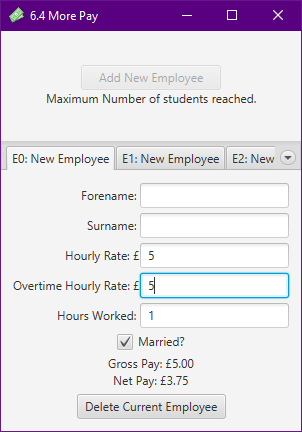 6.4 More Pay
Add New Employee
Maximum Number of students reached.
E0: New Employee E1: New Employee E2: New
Forename:
Surname:
Hourly Rate: £ 5
Overtime Hourly Rate: £ 5
Hours Worked: 1
Married?
Gross Pay: £5.00
Net Pay: £3.75
Delete Current Employee